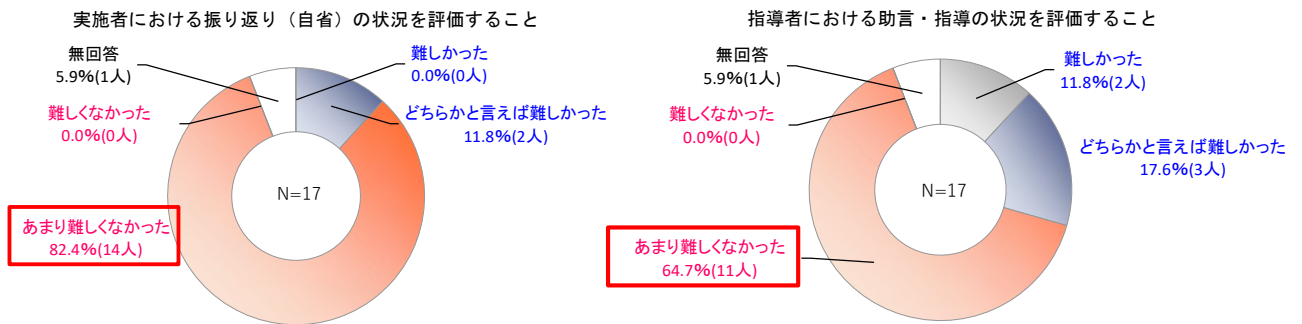 実施者における振り返り（自省）の状況を評価すること
無回答
5.9%(1人)
難しかった
0.0%(0人)
難しくなかった
0.0%(0人)
どちらかと言えば難しかった
11.8%(2人)
N=17
あまり難しくなかった
82.4%(14人)
指導者における助言・指導の状況を評価すること
無回答
5.9%(1人)
難しかった
11.8%(2人)
難しくなかった
0.0%(0人)
どちらかと言えば難しかった
17.6%(3人)
N=17
あまり難しくなかった
64.7%(11人)